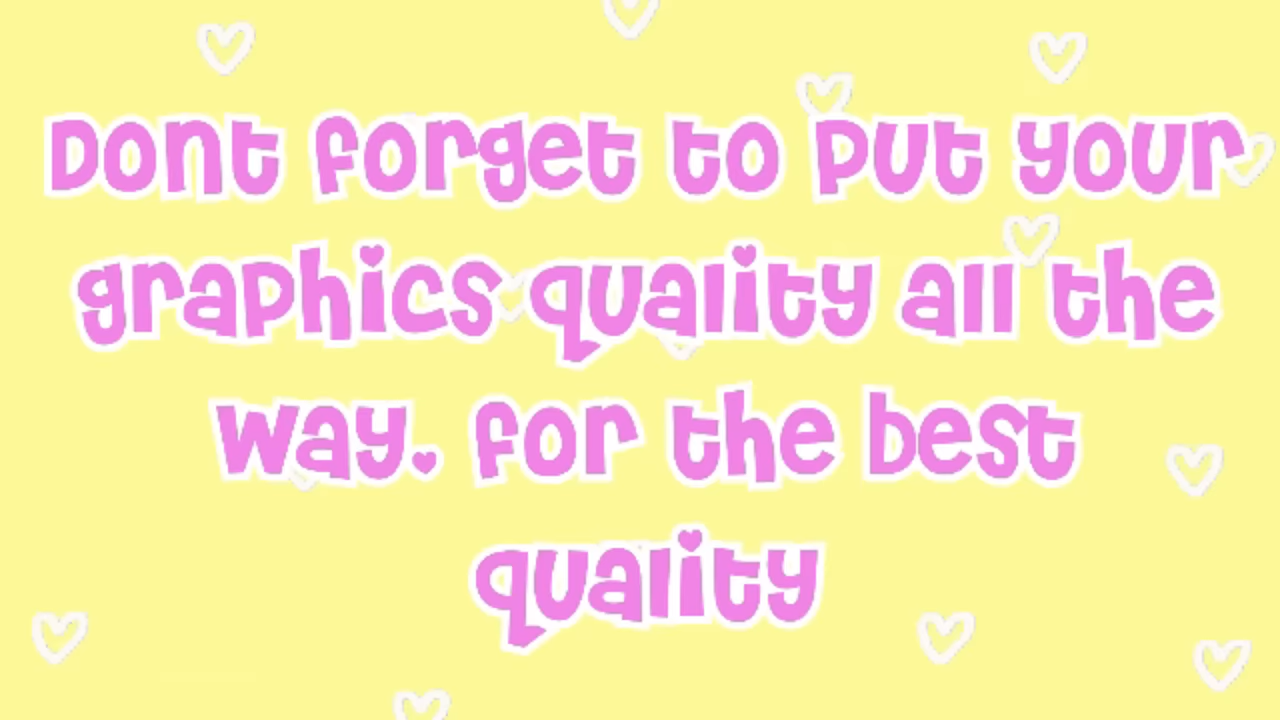 Dont forget to put your
graphics quality all the
way. for the best
quality